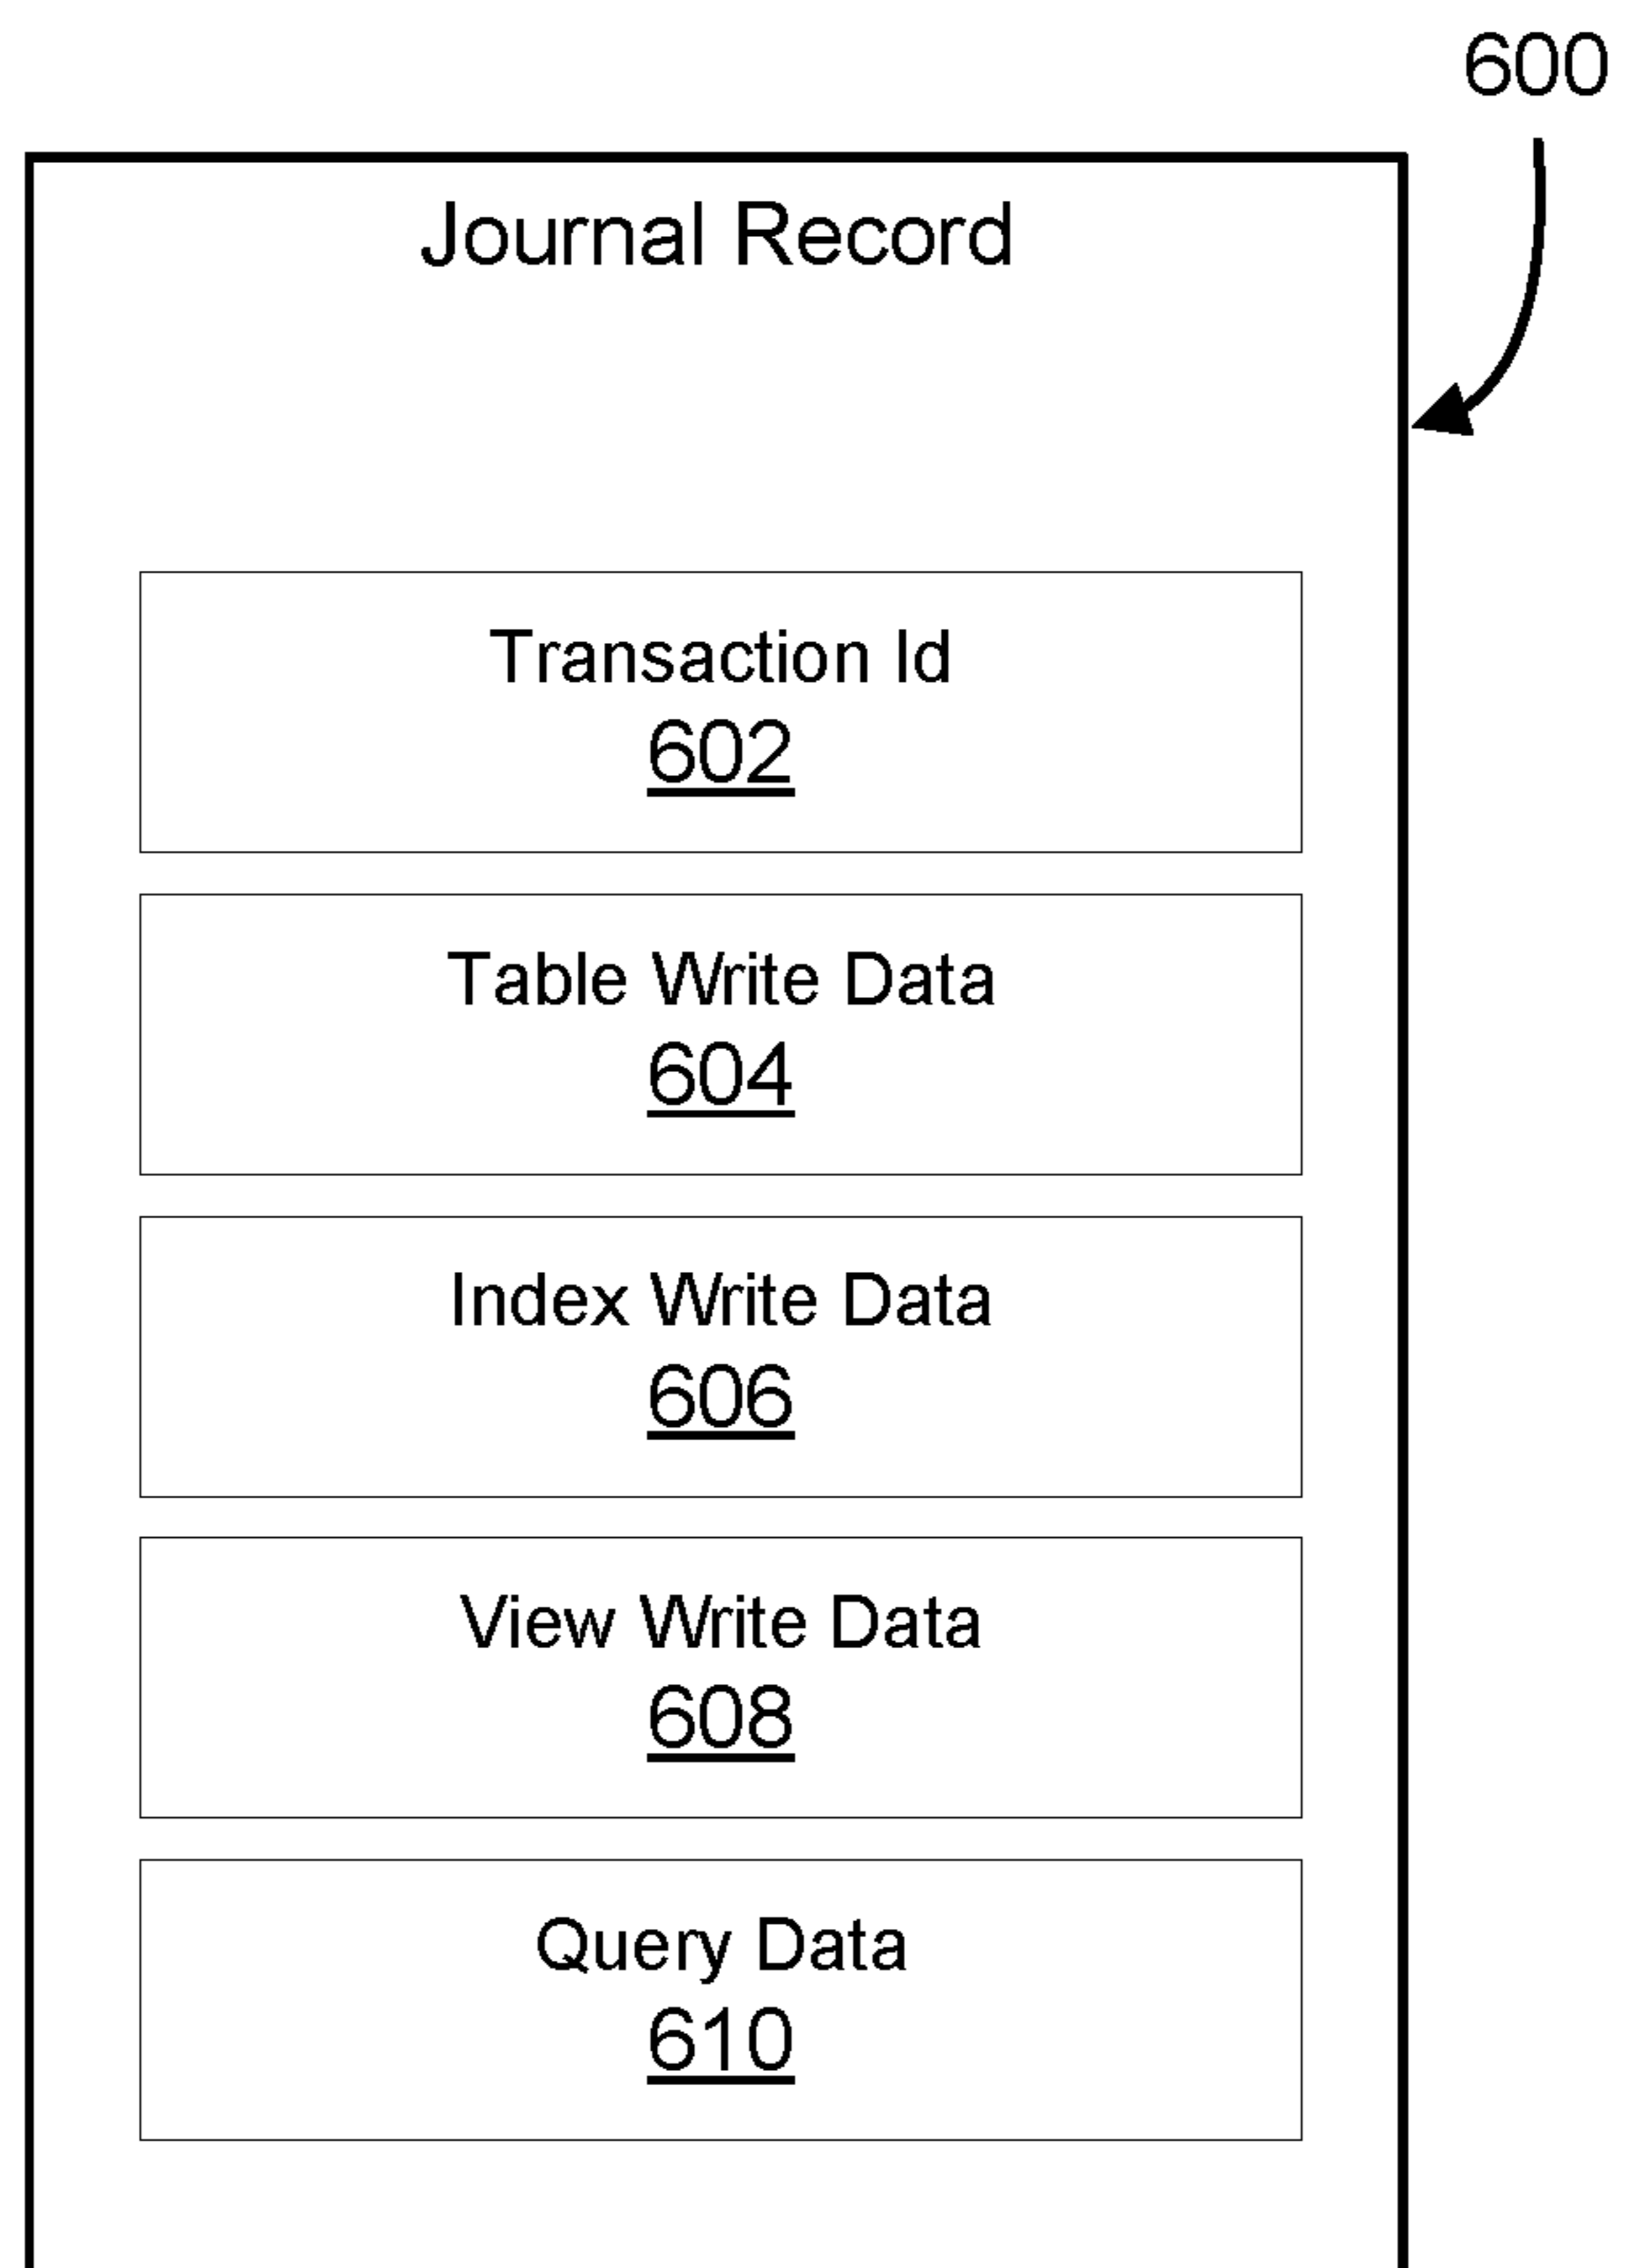 600
Journal Record
Transaction Id
602
Table Write Data
604
Index Write Data
606
View Write Data
608
Query Data
610